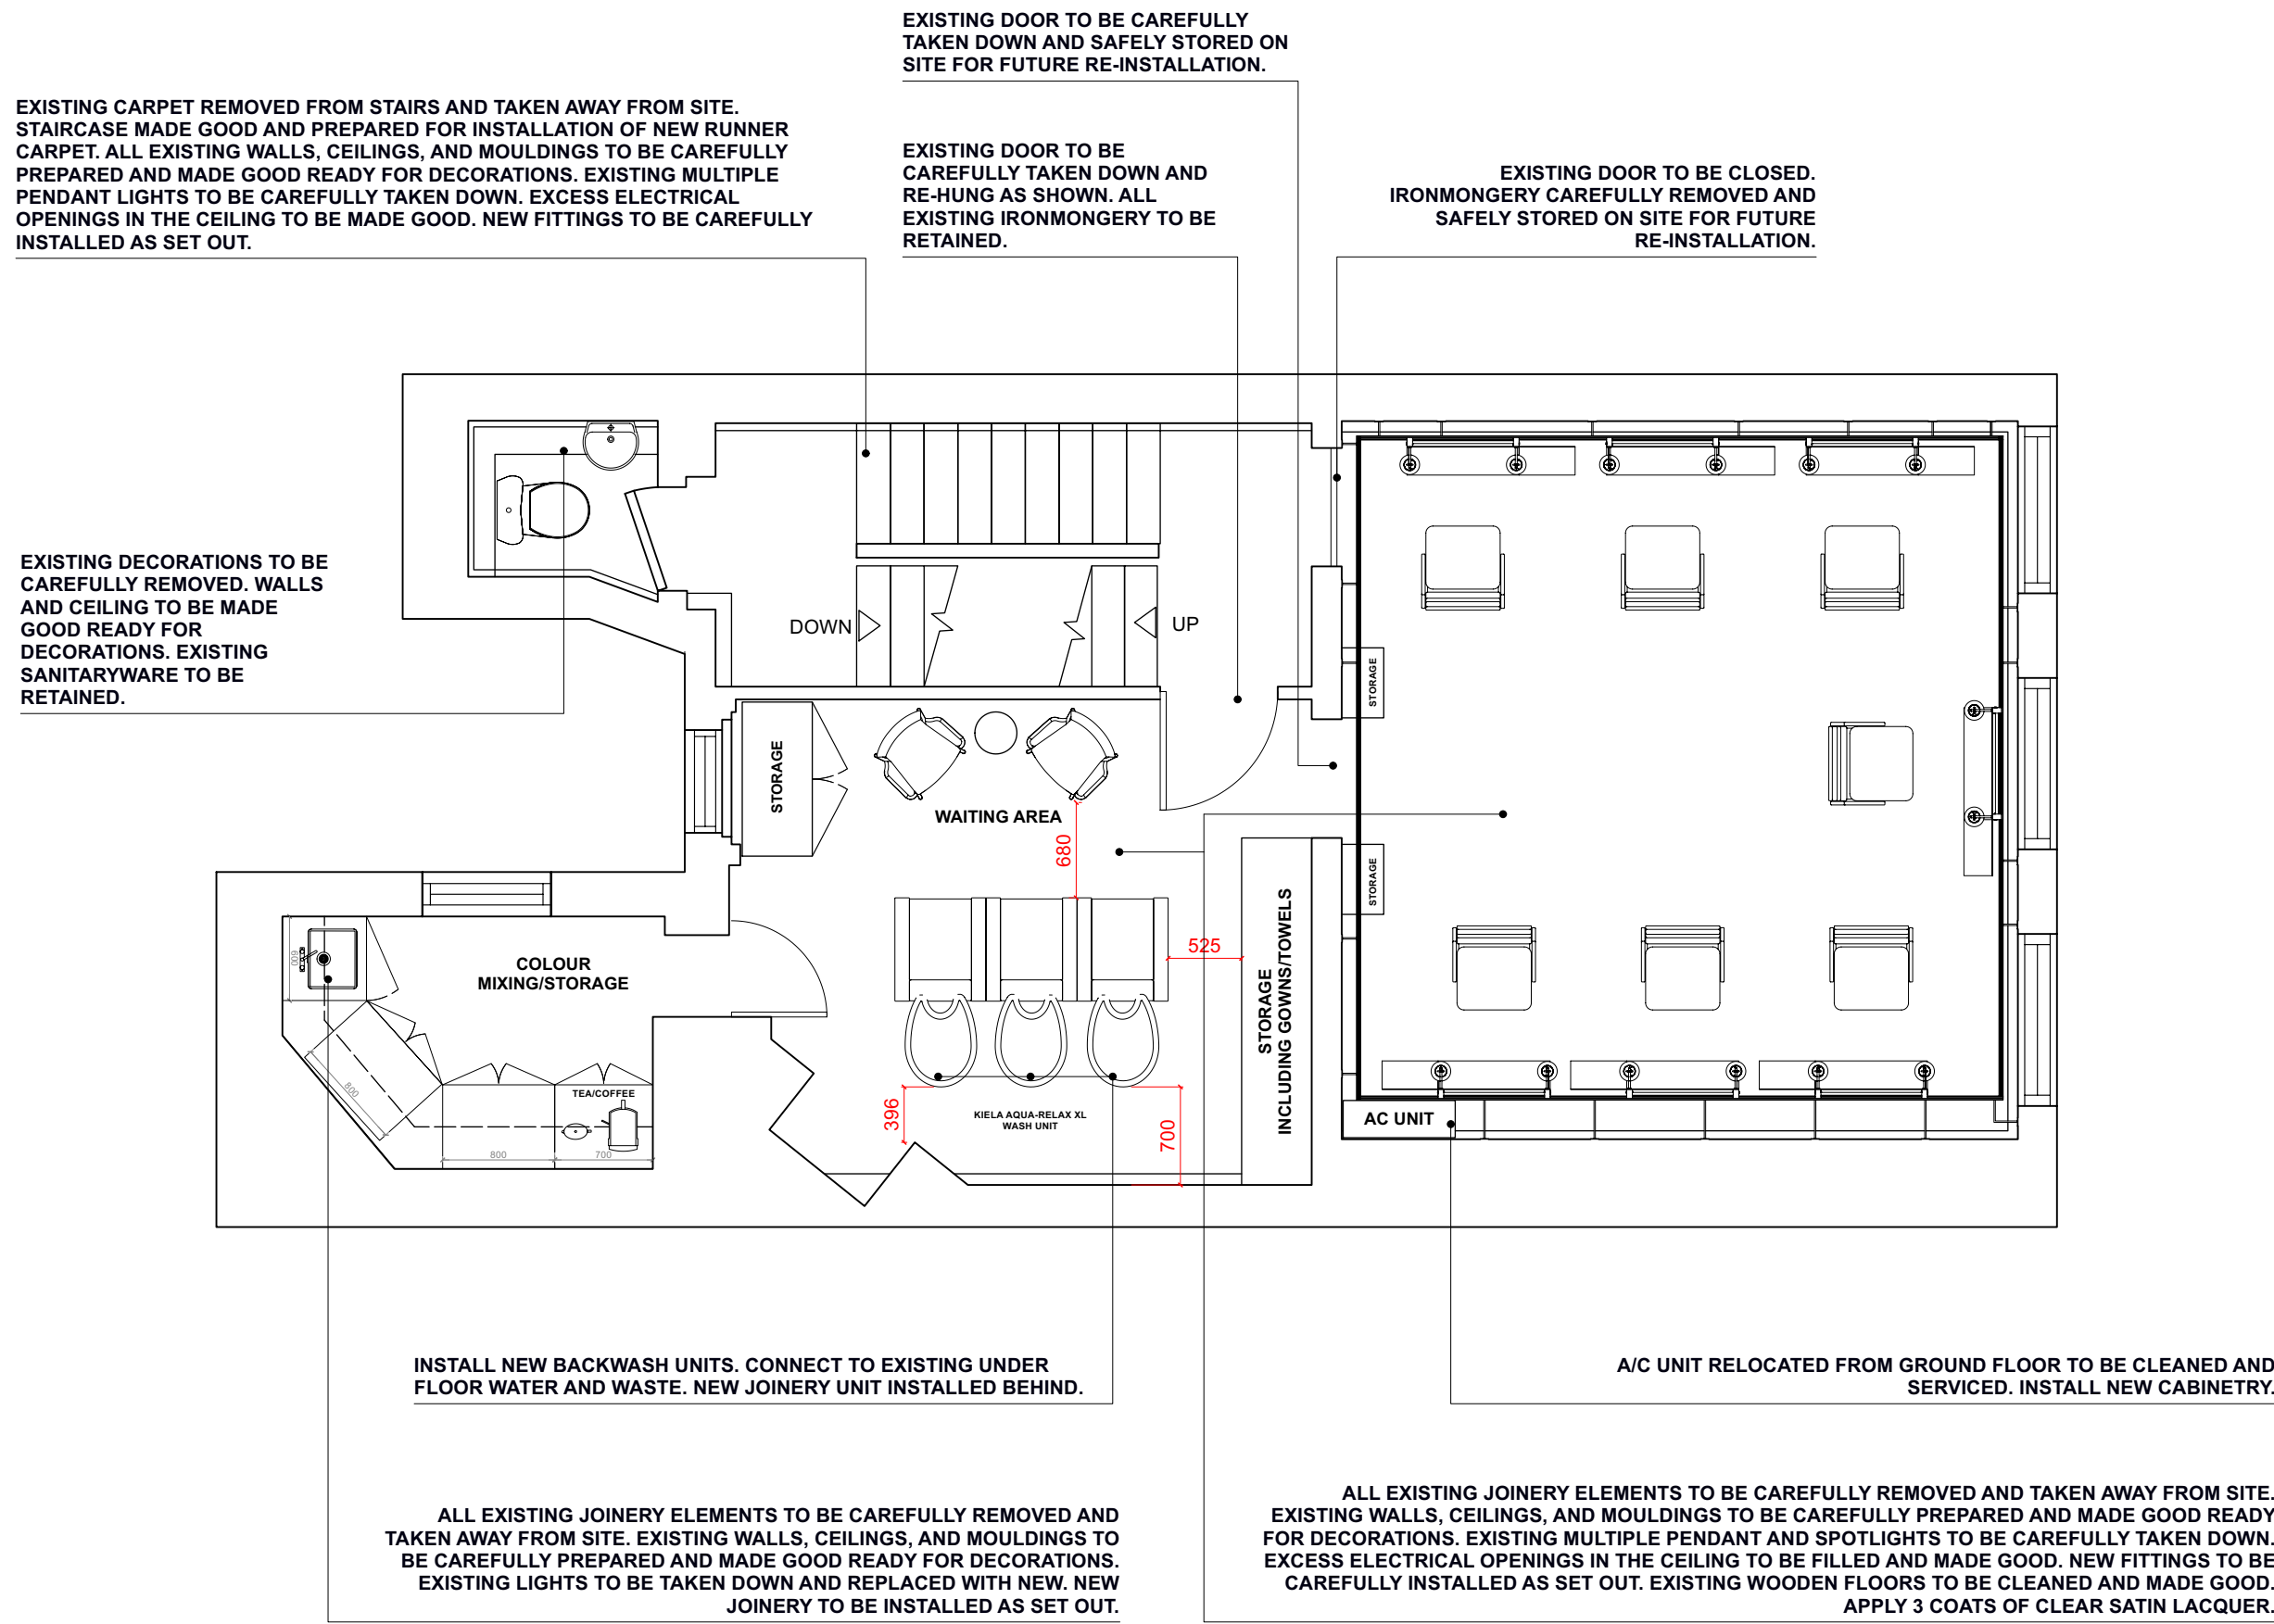 EXISTING DOOR TO BE CAREFULLY
TAKEN DOWN AND SAFELY STORED ON
SITE FOR FUTURE RE-INSTALLATION.
EXISTING CARPET REMOVED FROM STAIRS AND TAKEN AWAY FROM SITE.
STAIRCASE MADE GOOD AND PREPARED FOR INSTALLATION OF NEW RUNNER
CARPET. ALL EXISTING WALLS, CEILINGS, AND MOULDINGS TO BE CAREFULLY
PREPARED AND MADE GOOD READY FOR DECORATIONS. EXISTING MULTIPLE
PENDANT LIGHTS TO BE CAREFULLY TAKEN DOWN. EXCESS ELECTRICAL
OPENINGS IN THE CEILING TO BE MADE GOOD. NEW FITTINGS TO BE CAREFULLY
INSTALLED AS SET OUT.
EXISTING DOOR TO BE
CAREFULLY TAKEN DOWN AND
RE-HUNG AS SHOWN. ALL
EXISTING IRONMONGERY TO BE
RETAINED.
EXISTING DOOR TO BE CLOSED.
IRONMONGERY CAREFULLY REMOVED AND
SAFELY STORED ON SITE FOR FUTURE
RE-INSTALLATION.
EXISTING DECORATIONS TO BE
CAREFULLY REMOVED. WALLS
AND CEILING TO BE MADE
GOOD READY FOR
DECORATIONS. EXISTING
SANITARYWARE TO BE
RETAINED.
DOWN
UP
STORAGE
STORAGE
WAITING AREA
680
STORAGE
525
STORAGE
INCLUDING GOWNS/TOWELS
600
COLOUR
MIXING/STORAGE
800
TEA/COFFEE
800
700
396
KIELA AQUA-RELAX XL
WASH UNIT
700
AC UNIT
INSTALL NEW BACKWASH UNITS. CONNECT TO EXISTING UNDER
FLOOR WATER AND WASTE. NEW JOINERY UNIT INSTALLED BEHIND.
A/C UNIT RELOCATED FROM GROUND FLOOR TO BE CLEANED AND
SERVICED. INSTALL NEW CABINETRY.
ALL EXISTING JOINERY ELEMENTS TO BE CAREFULLY REMOVED AND
TAKEN AWAY FROM SITE. EXISTING WALLS, CEILINGS, AND MOULDINGS TO
BE CAREFULLY PREPARED AND MADE GOOD READY FOR DECORATIONS.
EXISTING LIGHTS TO BE TAKEN DOWN AND REPLACED WITH NEW. NEW
JOINERY TO BE INSTALLED AS SET OUT.
ALL EXISTING JOINERY ELEMENTS TO BE CAREFULLY REMOVED AND TAKEN AWAY FROM SITE.
EXISTING WALLS, CEILINGS, AND MOULDINGS TO BE CAREFULLY PREPARED AND MADE GOOD READY
FOR DECORATIONS. EXISTING MULTIPLE PENDANT AND SPOTLIGHTS TO BE CAREFULLY TAKEN DOWN.
EXCESS ELECTRICAL OPENINGS IN THE CEILING TO BE FILLED AND MADE GOOD. NEW FITTINGS TO BE
CAREFULLY INSTALLED AS SET OUT. EXISTING WOODEN FLOORS TO BE CLEANED AND MADE GOOD.
APPLY 3 COATS OF CLEAR SATIN LACQUER.